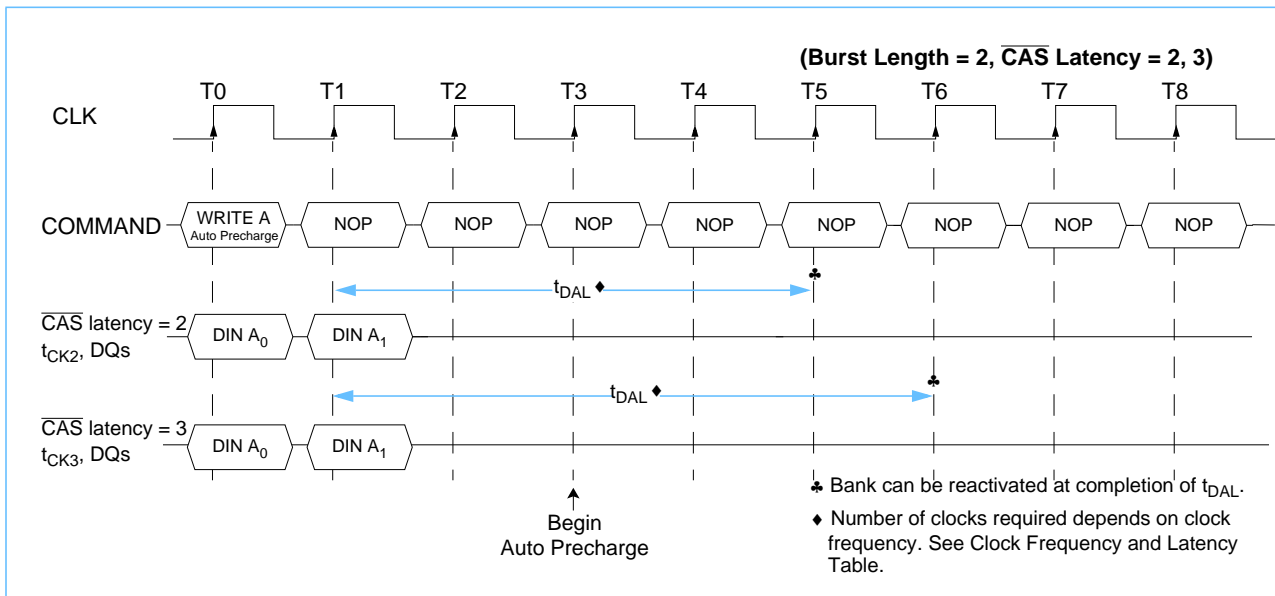 (Burst Length = 2, CAS Latency = 2, 3)
T0 T1 T2 T3 T4 T5 T6 T7 T8
CLK
COMMAND
WRITE A
Auto Precharge
NOP NOP NOP NOP NOP NOP NOP NOP
♣
tDAL ♦
CAS latency = 2
tCK2, DQs
DIN A0 DIN A1
♣
tDAL ♦
CAS latency = 3
tCK3, DQs
DIN A0 DIN A1
Begin
Auto Precharge
♣ Bank can be reactivated at completion of tDAL.
♦ Number of clocks required depends on clock
frequency. See Clock Frequency and Latency
Table.